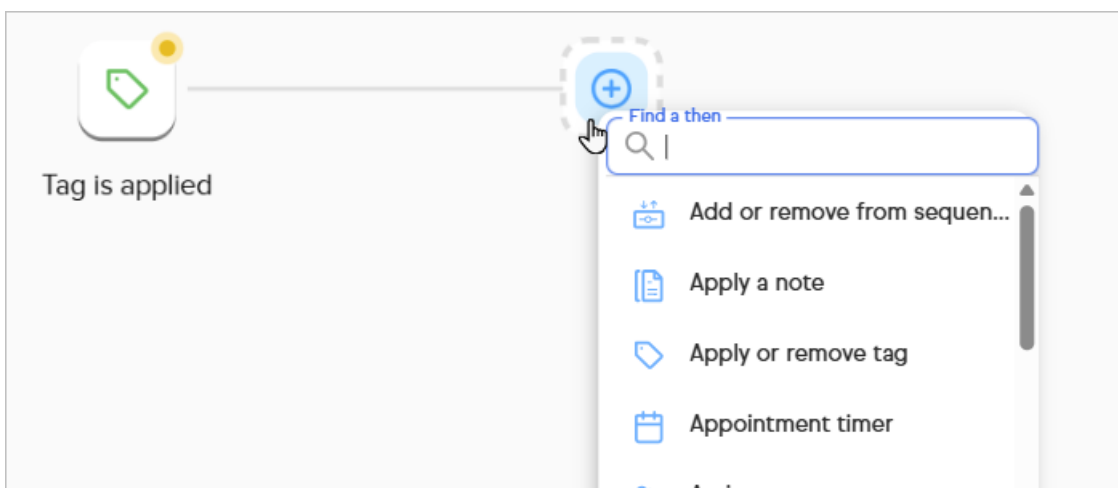 Find a then
Tag is applied
Add or remove from sequen...
Apply a note
Apply or remove tag
Appointment timer